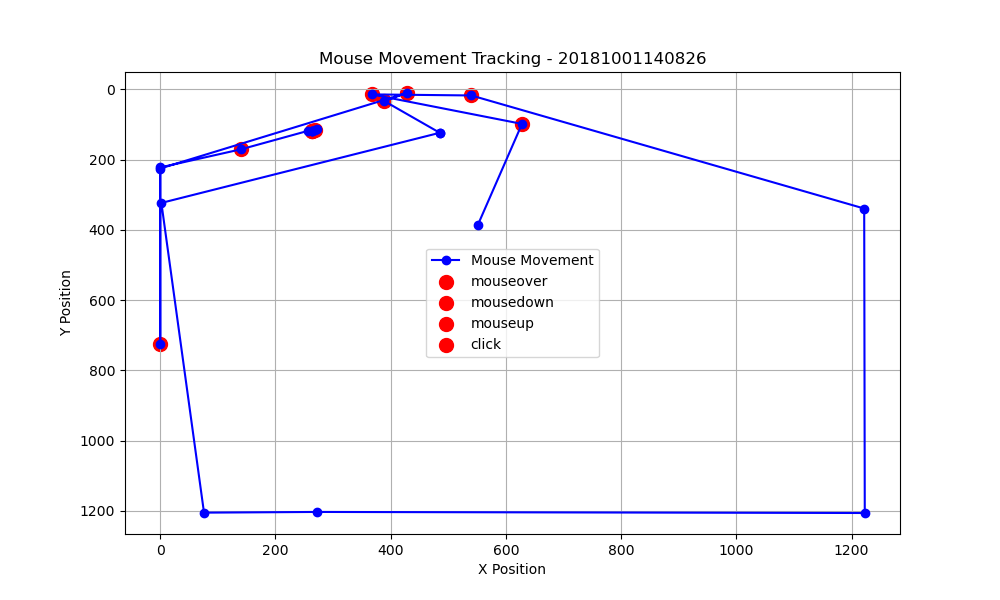 Mouse Movement Tracking - 20181001140826
0
200
400
600
800
1000
1200
Y Position
Mouse Movement
mouseover
mousedown
mouseup
click
0 200 400 600 800 1000 1200
X Position